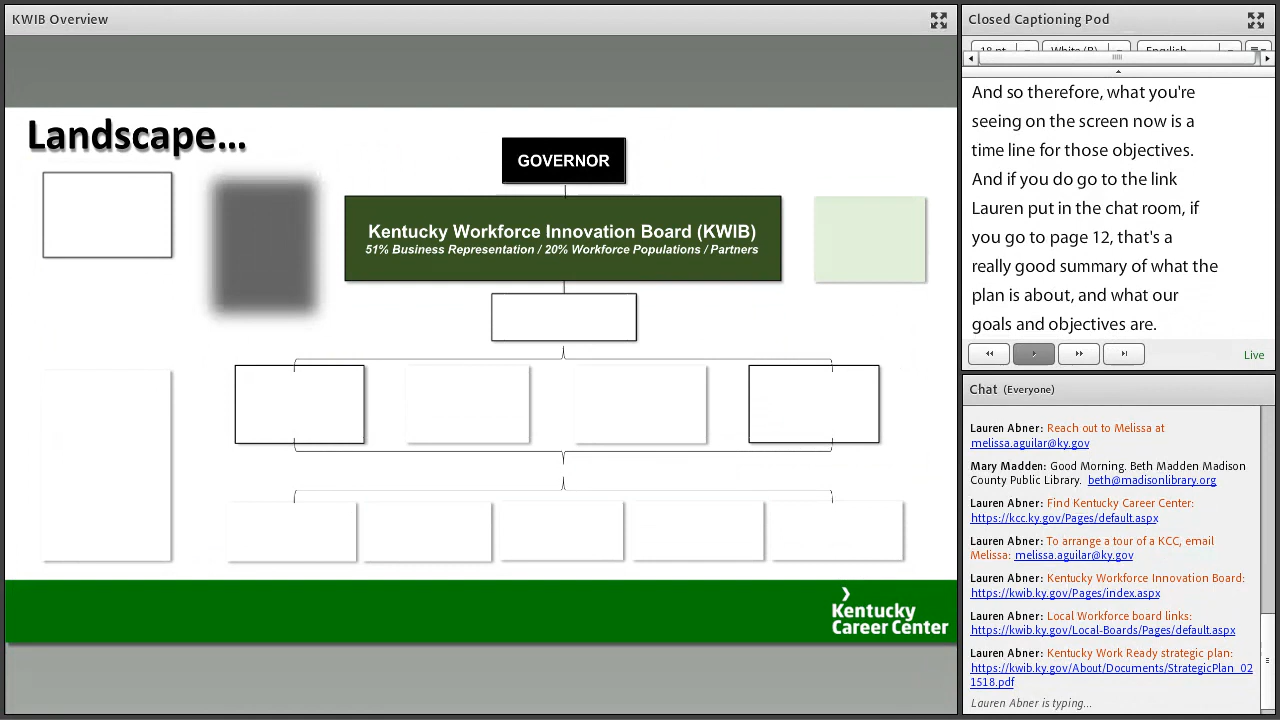 KWIB Overview
Landscape...
GOVERNOR
Kentucky Workforce Innovation Board (KWIB)
51% Business Representation / 20% Workforce Populations / Partners
Kentucky
Career Center
Closed Captioning Pod
18 pt
White (B)
English
And so therefore, what you're
seeing on the screen now is a
time line for those objectives.
And if you do go to the link
Lauren put in the chat room, if
you go to page 12, that's a
really good summary of what the
plan is about, and what our
goals and objectives are.
Live
Chat (Everyone)
Lauren Abner: Reach out to Melissa at
melissa.aguilar@ky.gov
Mary Madden: Good Morning. Beth Madden Madison
County Public Library. beth@madisonlibrary.org
Lauren Abner: Find Kentucky Career Center:
https://kcc.ky.gov/Pages/default.aspx
Lauren Abner: To arrange a tour of a KCC, email
Melissa: melissa.aguilar@ky.gov
Lauren Abner: Kentucky Workforce Innovation Board:
https://kwib.ky.gov/Pages/index.aspx
Lauren Abner: Local Workforce board links:
https://kwib.ky.gov/Local-Boards/Pages/default.aspx
Lauren Abner: Kentucky Work Ready strategic plan:
https://kwib.ky.gov/About/Documents/StrategicPlan_02
1518.pdf
Lauren Abner is typing...